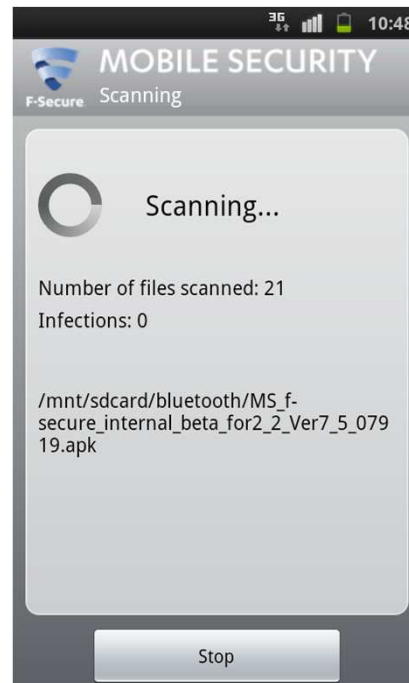 3G 10:48
MOBILE SECURITY
F-Secure Scanning
Scanning...
Number of files scanned: 21
Infections: 0
/mnt/sdcard/bluetooth/MS_f-
secure_internal_beta_for2_2_Ver7_5_079
19.apk
Stop